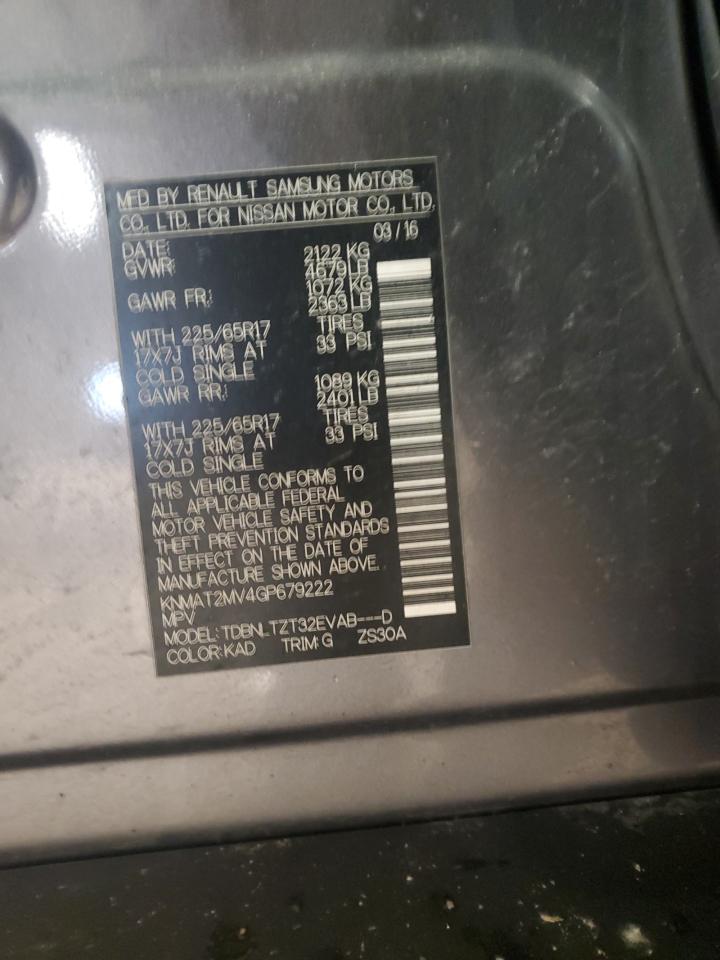 MFD BY RENAULT SAMSUNG MOTORS
CO., LTD. FOR NISSAN MOTOR CO., LTD.
DATE: 03/16
GVWR: 2122 KG
4679 LB
GAWR FR: 1072 KG
2363 LB
WITH 225/65R17 TIRES
17X7J RIMS AT 33 PSI
COLD SINGLE
GAWR RR: 1089 KG
2401 LB
WITH 225/65R17 TIRES
17X7J RIMS AT 33 PSI
COLD SINGLE
THIS VEHICLE CONFORMS TO
ALL APPLICABLE FEDERAL
MOTOR VEHICLE SAFETY AND
THEFT PREVENTION STANDARDS
IN EFFECT ON THE DATE OF
MANUFACTURE SHOWN ABOVE.
KNMAT2MV4GP679222
MPV
MODEL:TDBNLTZT32EVAB---D
COLOR:KAD TRIM:G ZS30A